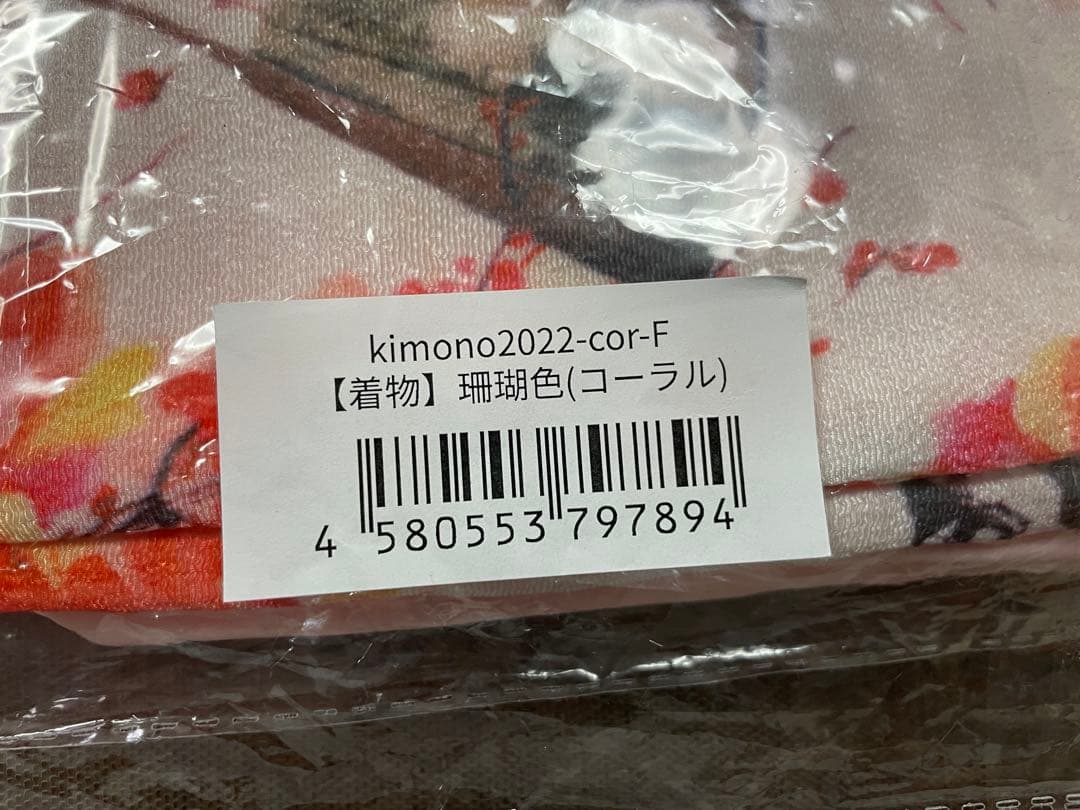 kimono2022-cor-F
【着物】珊瑚色(コーラル)
4 580553 797894